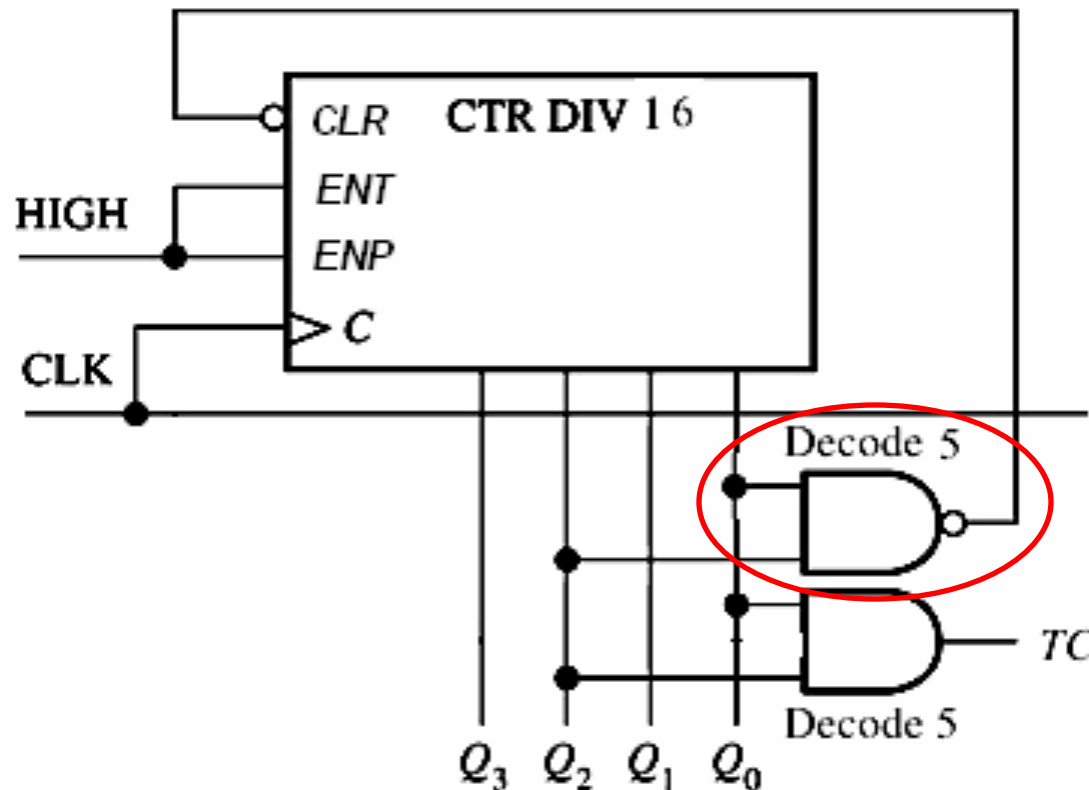 CLR CTR DIV 16
ENT
HIGH
ENP
C
CLK
Decode 5
TC
Decode 5
Q3 Q2 Q1 Q0